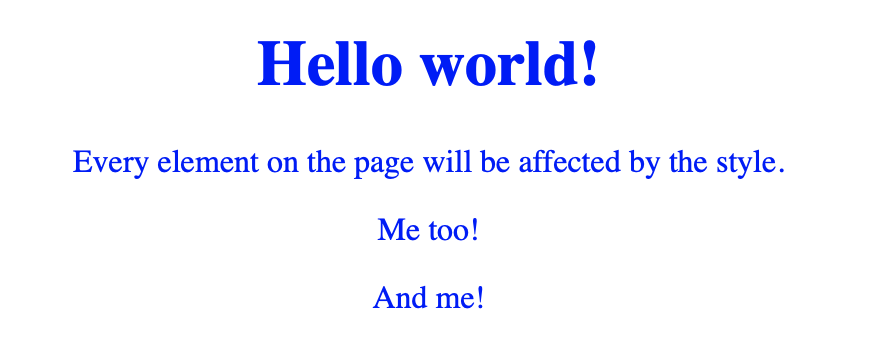 Hello world!
Every element on the page will be affected by the style.
Me too!
And me!